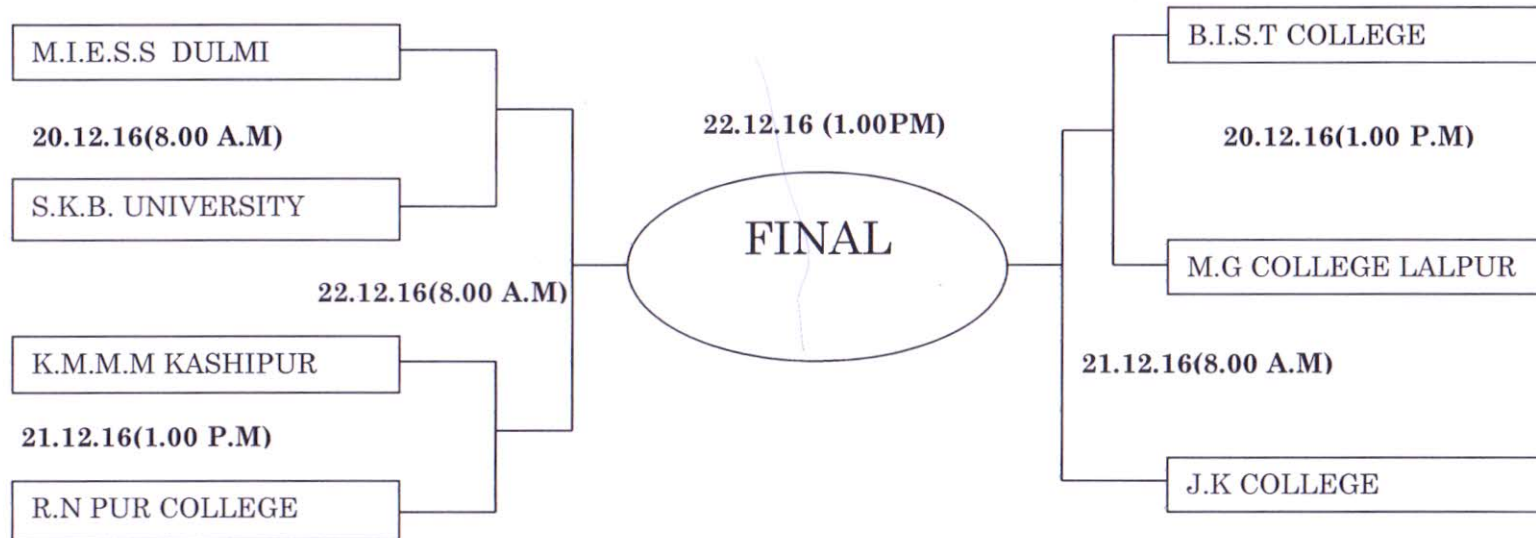 M.I.E.S.S DULMI
20.12.16(8.00 A.M)
S.K.B. UNIVERSITY
22.12.16(8.00 A.M)
K.M.M.M KASHIPUR
21.12.16(1.00 P.M)
R.N PUR COLLEGE
22.12.16 (1.00PM)
FINAL
B.I.S.T COLLEGE
20.12.16(1.00 P.M)
M.G COLLEGE LALPUR
21.12.16(8.00 A.M)
J.K COLLEGE